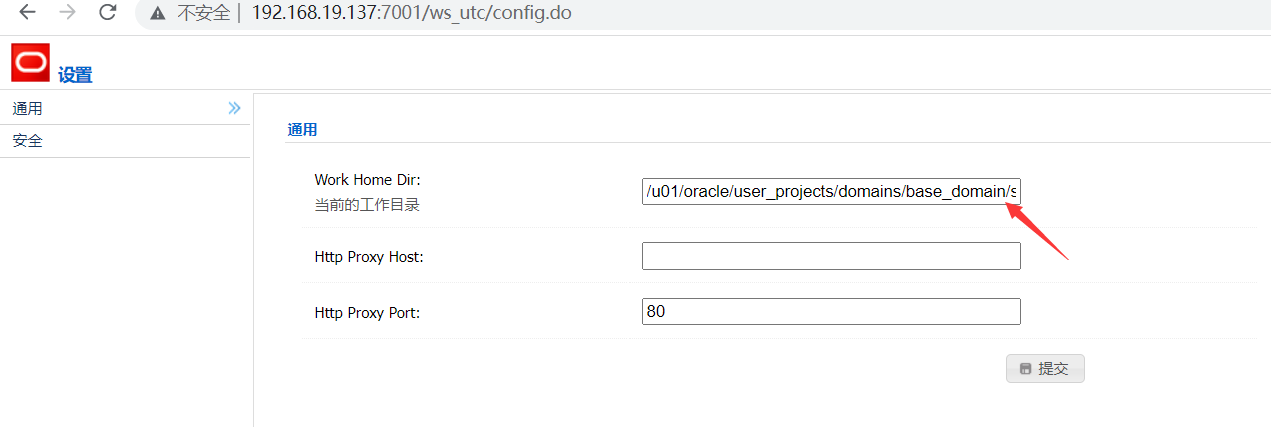 不安全 | 192.168.19.137:7001/ws_utc/config.do
设置
通用
安全
通用
Work Home Dir:
当前的工作目录
/u01/oracle/user_projects/domains/base_domain/s
Http Proxy Host:
Http Proxy Port:
80
提交